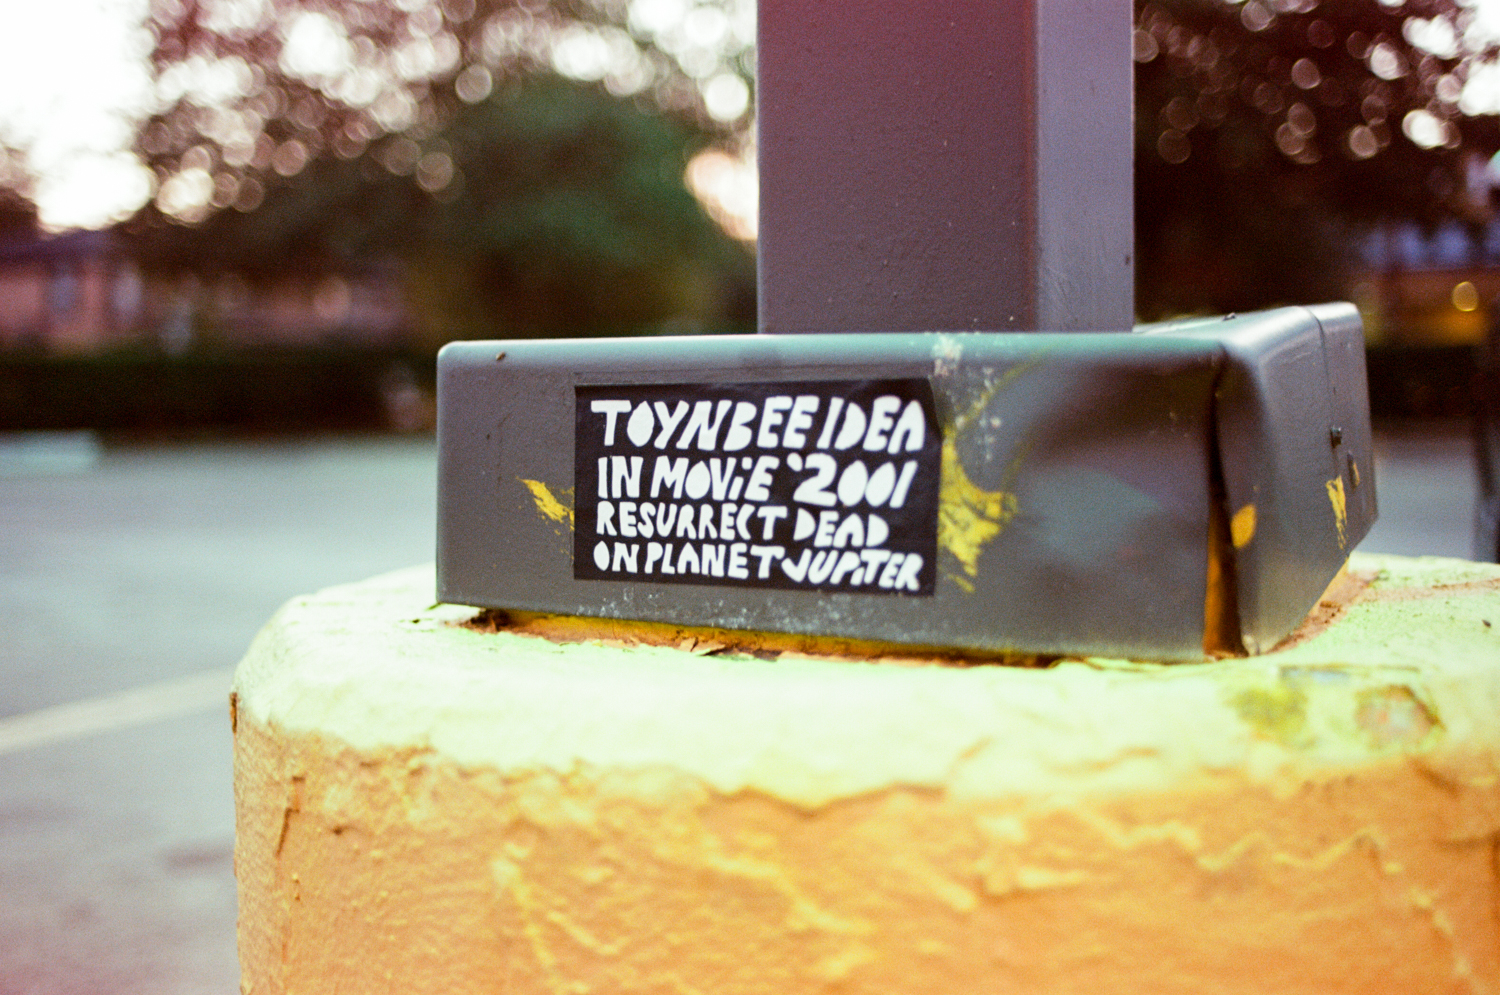 TOYNBEE IDEA
IN MOViE '2001
RESURRECT DEAD
ON PLANET JUPiTER